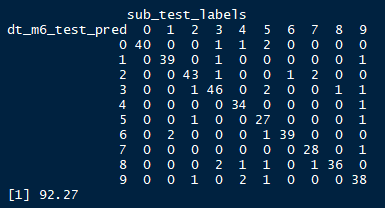 sub_test_labels
dt_m6_test_pred 0 1 2 3 4 5 6 7 8 9
0 40 0 0 1 1 2 0 0 0 0
1 0 39 0 1 0 0 0 0 0 1
2 0 0 43 1 0 0 1 2 0 0
3 0 0 1 46 0 2 0 0 1 1
4 0 0 0 0 34 0 0 0 0 1
5 0 0 1 0 0 27 0 0 0 1
6 0 2 0 0 0 1 39 0 0 0
7 0 0 0 0 0 0 0 28 0 1
8 0 0 0 2 1 1 0 1 36 0
9 0 0 1 0 2 1 0 0 0 38
[1] 92.27